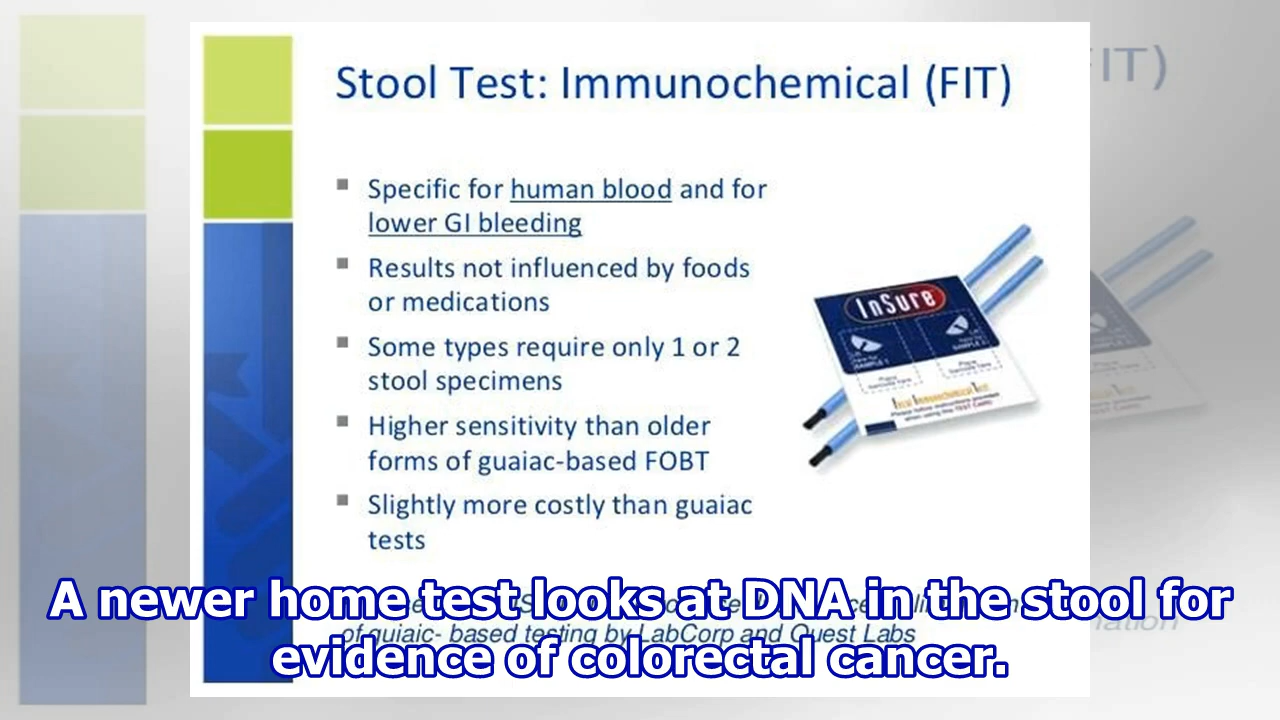 Stool Test: Immunochemical (FIT)
FIT)
▪ Specific for human blood and for
lower GI bleeding
▪ Results not influenced by foods
or medications
▪ Some types require only 1 or 2
stool specimens
▪ Higher sensitivity than older
forms of guaiac-based FOBT
▪ Slightly more costly than guaiac
tests
InSure
A newer home test looks at DNA in the stool for
of guiaic- based testing by LabCorp and Quest Labs
evidence of colorectal cancer.